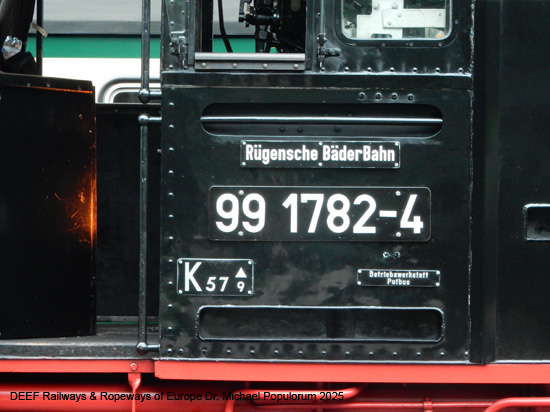 Rügensche BäderBahn
99 1782-4
K 57 9
Betriebswerkstatt
Putbus
DEEF Railways & Ropeways of Europe Dr. Michael Populorum 2025